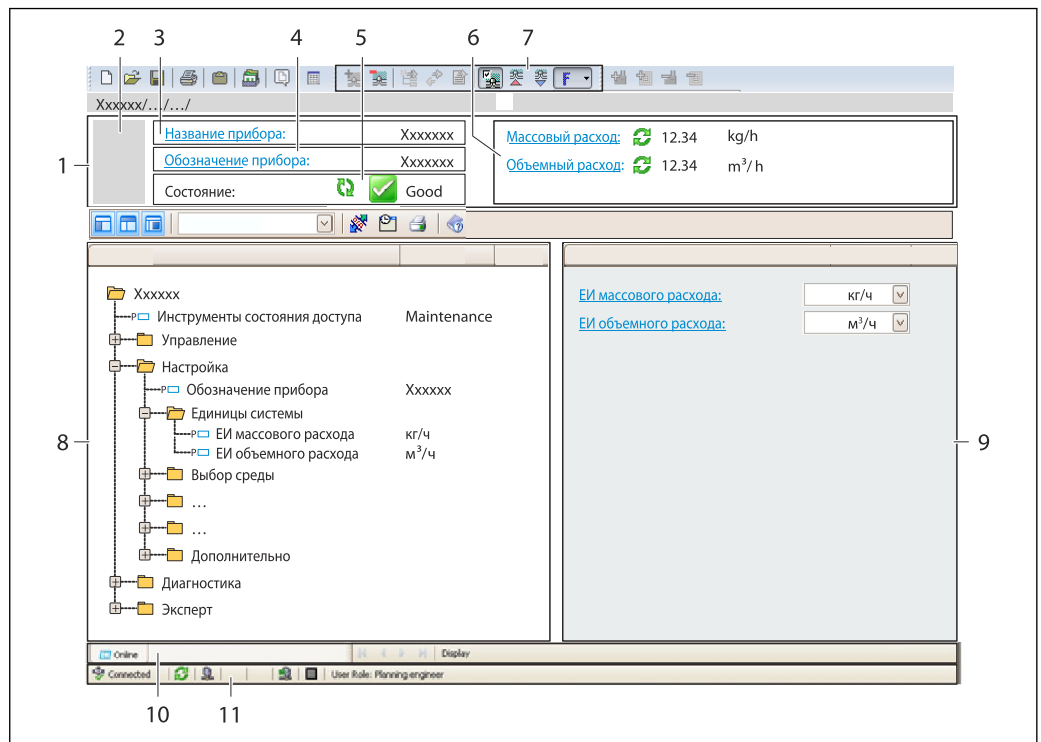 2 3 4 5 6 7
F
Xxxxxx/.../.../
1
Название прибора: Xxxxxxx
Обозначение прибора: Xxxxxxx
Состояние: Good
Массовый расход: 12.34 kg/h
Объемный расход: 12.34 m³/h
Xxxxxx
P Инструменты состояния доступа Maintenance
Управление
Настройка
P Обозначение прибора Xxxxxx
Единицы системы
P ЕИ массового расхода кг/ч
P ЕИ объемного расхода м³/ч
Выбор среды
...
...
Дополнительно
Диагностика
Эксперт
8
ЕИ массового расхода: кг/ч
ЕИ объемного расхода: м³/ч
9
Online Display
Connected User Role: Planning engineer
10 11